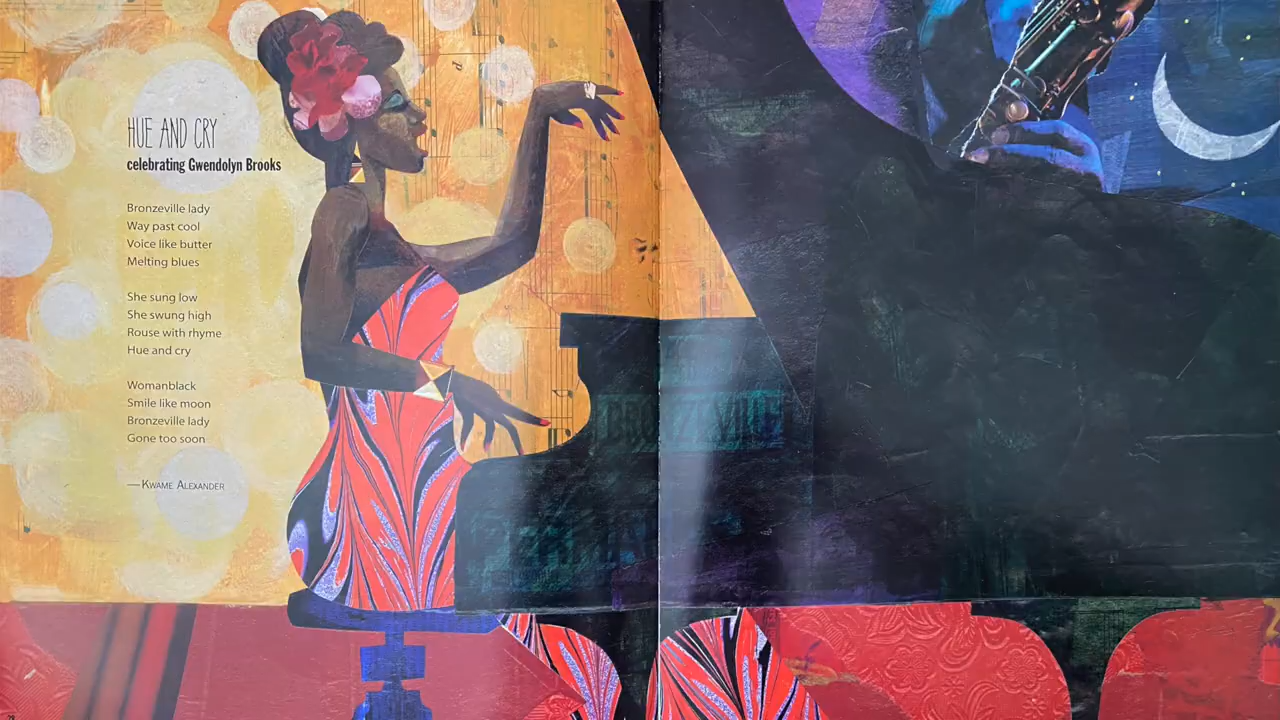 HUE AND CRY
celebrating Gwendolyn Brooks
Bronzeville lady
Way past cool
Voice like butter
Melting blues
She sung low
She swung high
Rouse with rhyme
Hue and cry
Womanblack
Smile like moon
Bronzeville lady
Gone too soon
—KWAME ALEXANDER